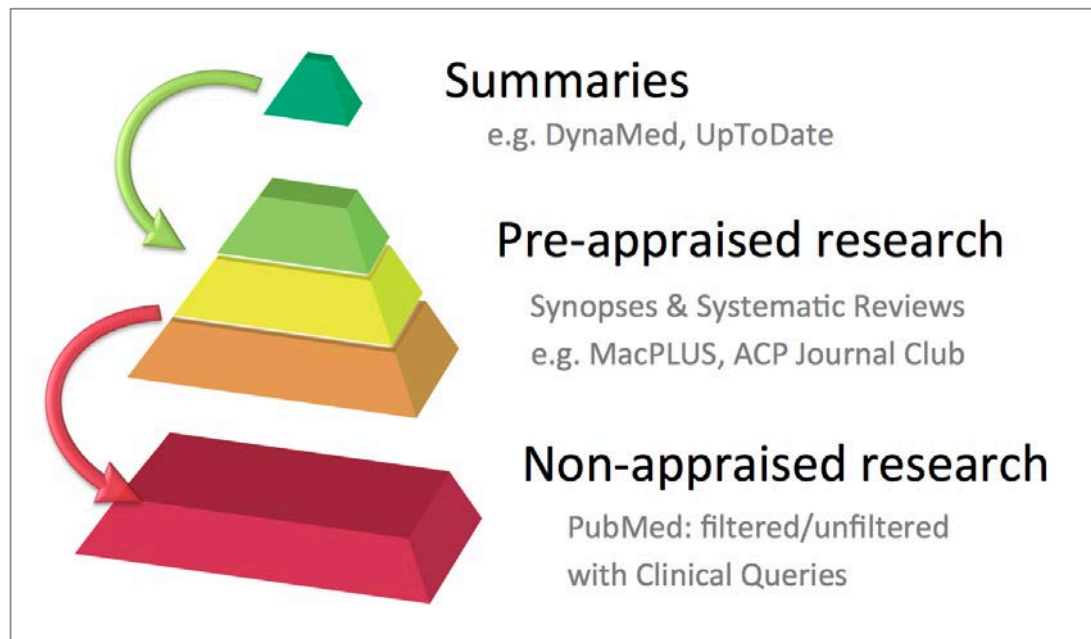 Summaries
e.g. DynaMed, UpToDate
Pre-appraised research
Synopses & Systematic Reviews
e.g. MacPLUS, ACP Journal Club
Non-appraised research
PubMed: filtered/unfiltered
with Clinical Queries